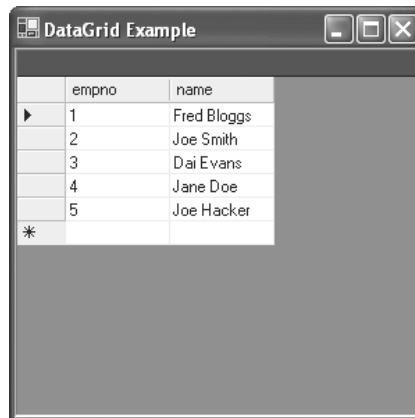 DataGrid Example
empno name
1 Fred Bloggs
2 Joe Smith
3 Dai Evans
4 Jane Doe
5 Joe Hacker